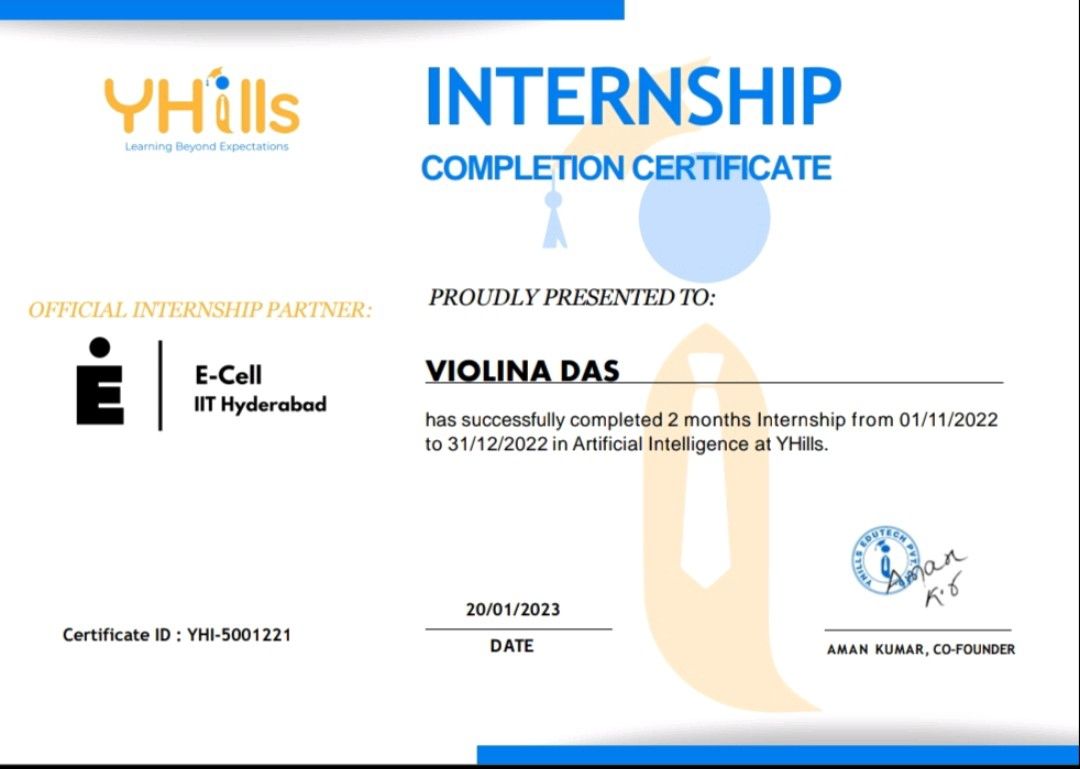 YHills
Learning Beyond Expectations
INTERNSHIP
COMPLETION CERTIFICATE
OFFICIAL INTERNSHIP PARTNER:
E-Cell
IIT Hyderabad
PROUDLY PRESENTED TO:
VIOLINA DAS
has successfully completed 2 months Internship from 01/11/2022
to 31/12/2022 in Artificial Intelligence at YHills.
YHILLS EDUTECH PVT.
Aman
K.
20/01/2023
DATE
Certificate ID : YHI-5001221
AMAN KUMAR, CO-FOUNDER